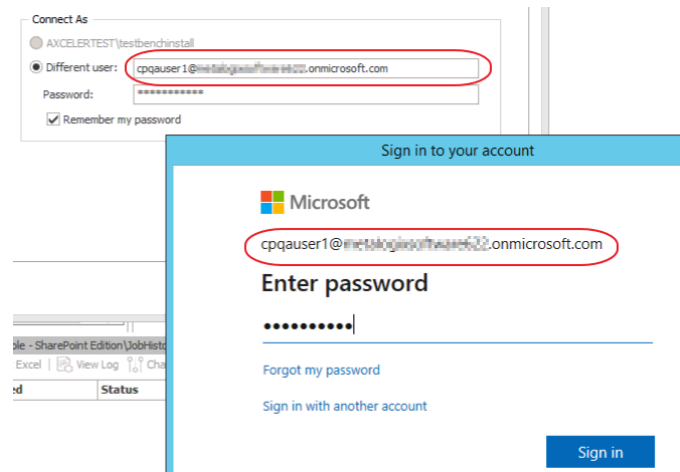 Connect As
AXCELERTEST\testbenchinstall
Different user: cpqauser1@ .onmicrosoft.com
Password: ***********
Remember my password
Sign in to your account
Microsoft
cpqauser1@ .onmicrosoft.com
Enter password
••••••••••
Forgot my password
Sign in with another account
Sign in
ole - SharePoint Edition\JobHisto
Excel | View Log Cha
ed Status